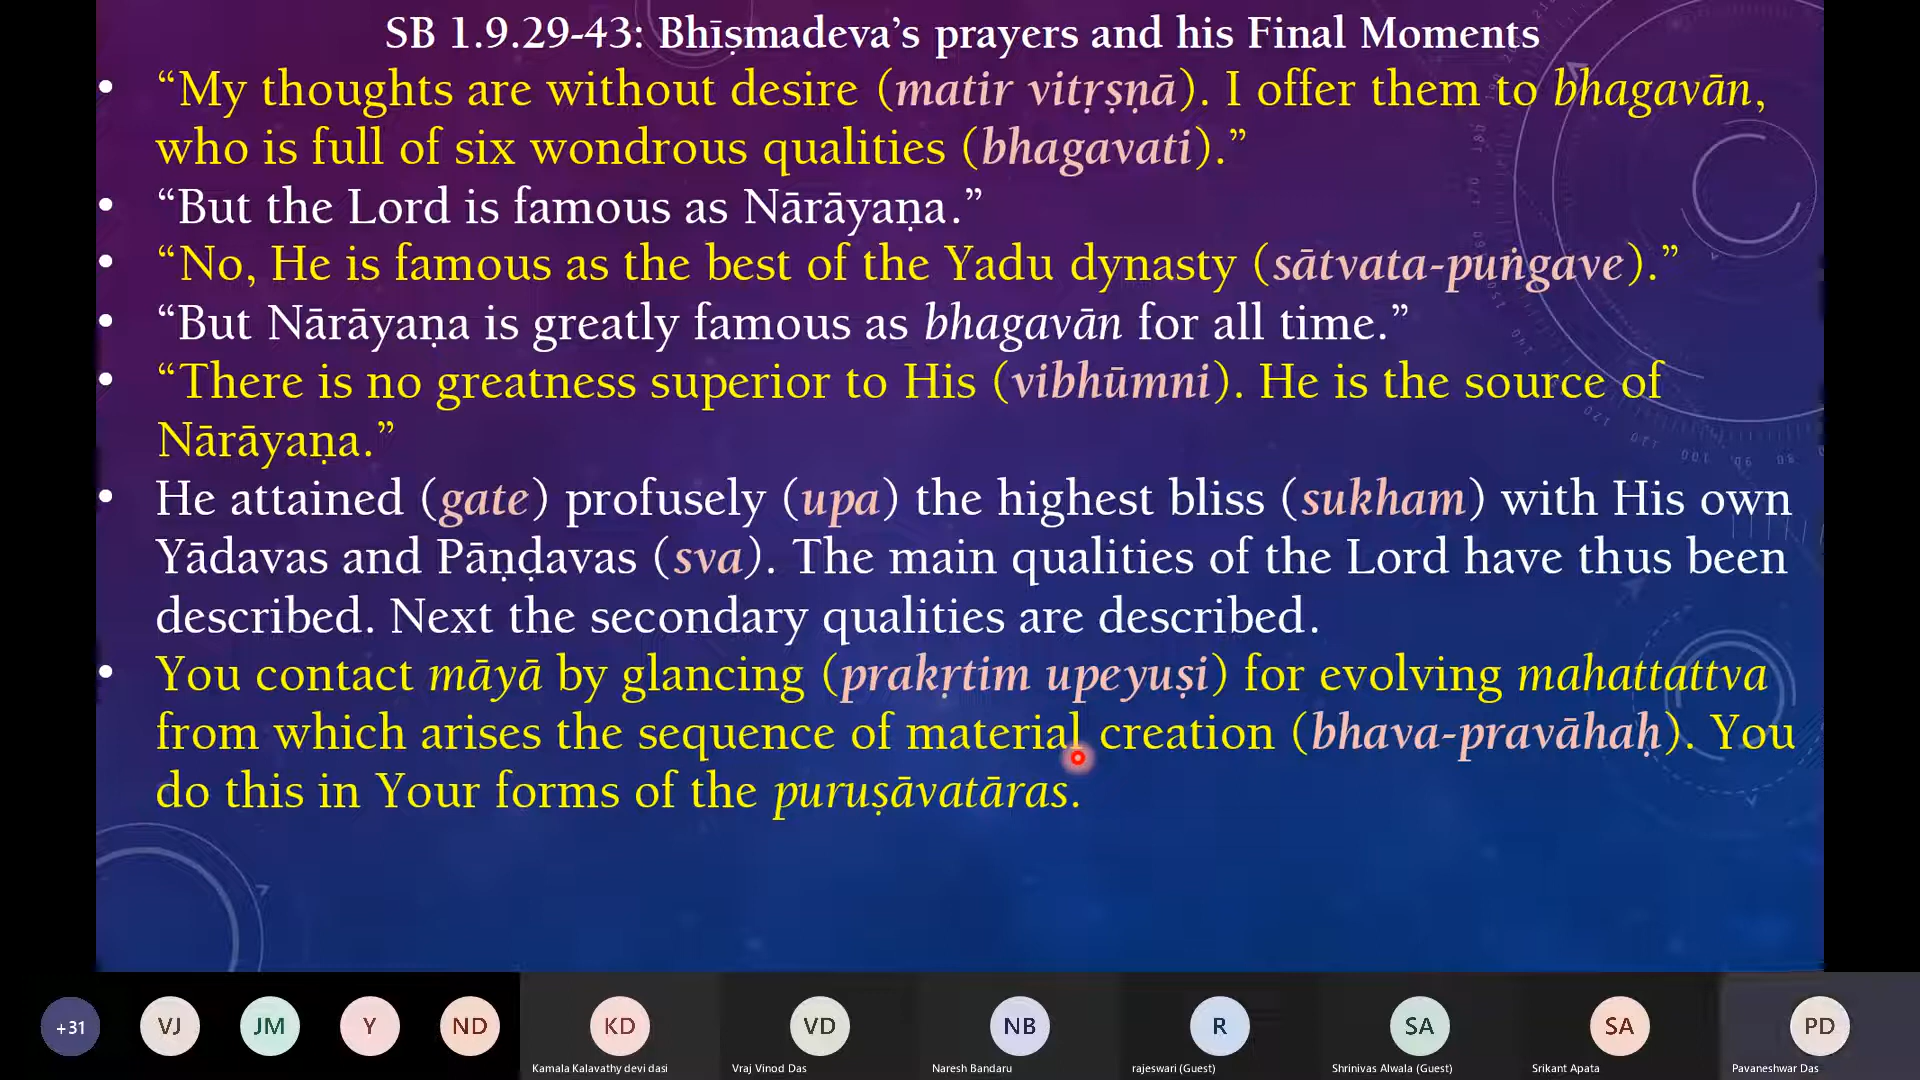 SB 1.9.29-43: Bhīṣmadeva’s prayers and his Final Moments
• “My thoughts are without desire (matir vitṛṣṇā). I offer them to bhagavān,
who is full of six wondrous qualities (bhagavati).”
• “But the Lord is famous as Nārāyaṇa.”
• “No, He is famous as the best of the Yadu dynasty (sātvata-puṅgave).”
• “But Nārāyaṇa is greatly famous as bhagavān for all time.”
• “There is no greatness superior to His (vibhūmni). He is the source of
Nārāyaṇa.”
• He attained (gate) profusely (upa) the highest bliss (sukham) with His own
Yādavas and Pāṇḍavas (sva). The main qualities of the Lord have thus been
described. Next the secondary qualities are described.
• You contact māyā by glancing (prakṛtim upeyuṣi) for evolving mahattattva
from which arises the sequence of material creation (bhava-pravāhaḥ). You
do this in Your forms of the puruṣāvatāras.
+31 VJ JM Y ND KD VD NB R SA SA PD
Kamala Kalavathy devi dasi Vraj Vinod Das Naresh Bandaru rajeswari (Guest) Shrinivas Alwala (Guest) Srikant Apata Pavaneshwar Das